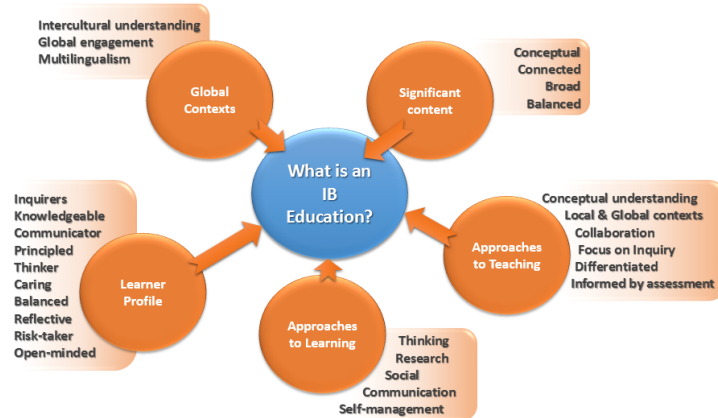 Intercultural understanding
Global engagement
Multilingualism
Global
Contexts
Significant
content
Conceptual
Connected
Broad
Balanced
What is an
IB
Education?
Inquirers
Knowledgeable
Communicator
Principled
Thinker
Caring
Balanced
Reflective
Risk-taker
Open-minded
Learner
Profile
Approaches
to Learning
Thinking
Research
Social
Communication
Self-management
Approaches
to Teaching
Conceptual understanding
Local & Global contexts
Collaboration
Focus on Inquiry
Differentiated
Informed by assessment